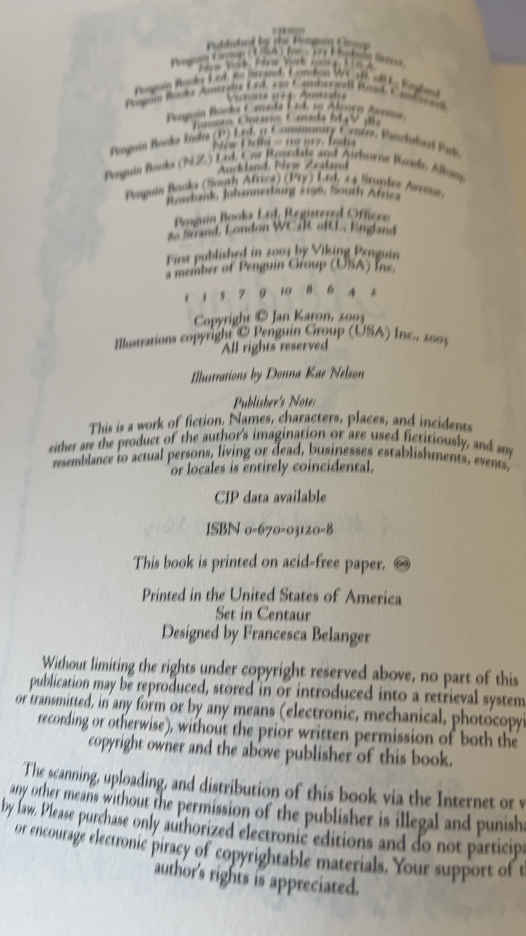 VIKING
Published by the Penguin Group
Penguin Group (USA) Inc., 375 Hudson Street,
New York, New York 10014, U.S.A.
Penguin Books Ltd, 80 Strand, London WC2R 0RL, England
Penguin Books Australia Ltd, 250 Camberwell Road, Camberwell,
Victoria 3124, Australia
Penguin Books Canada Ltd, 10 Alcorn Avenue,
Toronto, Ontario, Canada M4V 3B2
Penguin Books India (P) Ltd, 11 Community Centre, Panchsheel Park,
New Delhi – 110 017, India
Penguin Books (N.Z.) Ltd, Cnr Rosedale and Airborne Roads, Albany,
Auckland, New Zealand
Penguin Books (South Africa) (Pty) Ltd, 24 Sturdee Avenue,
Rosebank, Johannesburg 2196, South Africa
Penguin Books Ltd, Registered Offices:
80 Strand, London WC2R 0RL, England
First published in 2003 by Viking Penguin
a member of Penguin Group (USA) Inc.
1 3 5 7 9 10 8 6 4 2
Copyright © Jan Karon, 2003
Illustrations copyright © Penguin Group (USA) Inc., 2003
All rights reserved
Illustrations by Donna Kae Nelson
Publisher's Note:
This is a work of fiction. Names, characters, places, and incidents
either are the product of the author's imagination or are used fictitiously, and any
resemblance to actual persons, living or dead, businesses establishments, events,
or locales is entirely coincidental.
CIP data available
ISBN 0-670-03120-8
This book is printed on acid-free paper.
Printed in the United States of America
Set in Centaur
Designed by Francesca Belanger
Without limiting the rights under copyright reserved above, no part of this
publication may be reproduced, stored in or introduced into a retrieval system
or transmitted, in any form or by any means (electronic, mechanical, photocopyi
recording or otherwise), without the prior written permission of both the
copyright owner and the above publisher of this book.
The scanning, uploading, and distribution of this book via the Internet or v
any other means without the permission of the publisher is illegal and punisha
by law. Please purchase only authorized electronic editions and do not participa
or encourage electronic piracy of copyrightable materials. Your support of t
author's rights is appreciated.